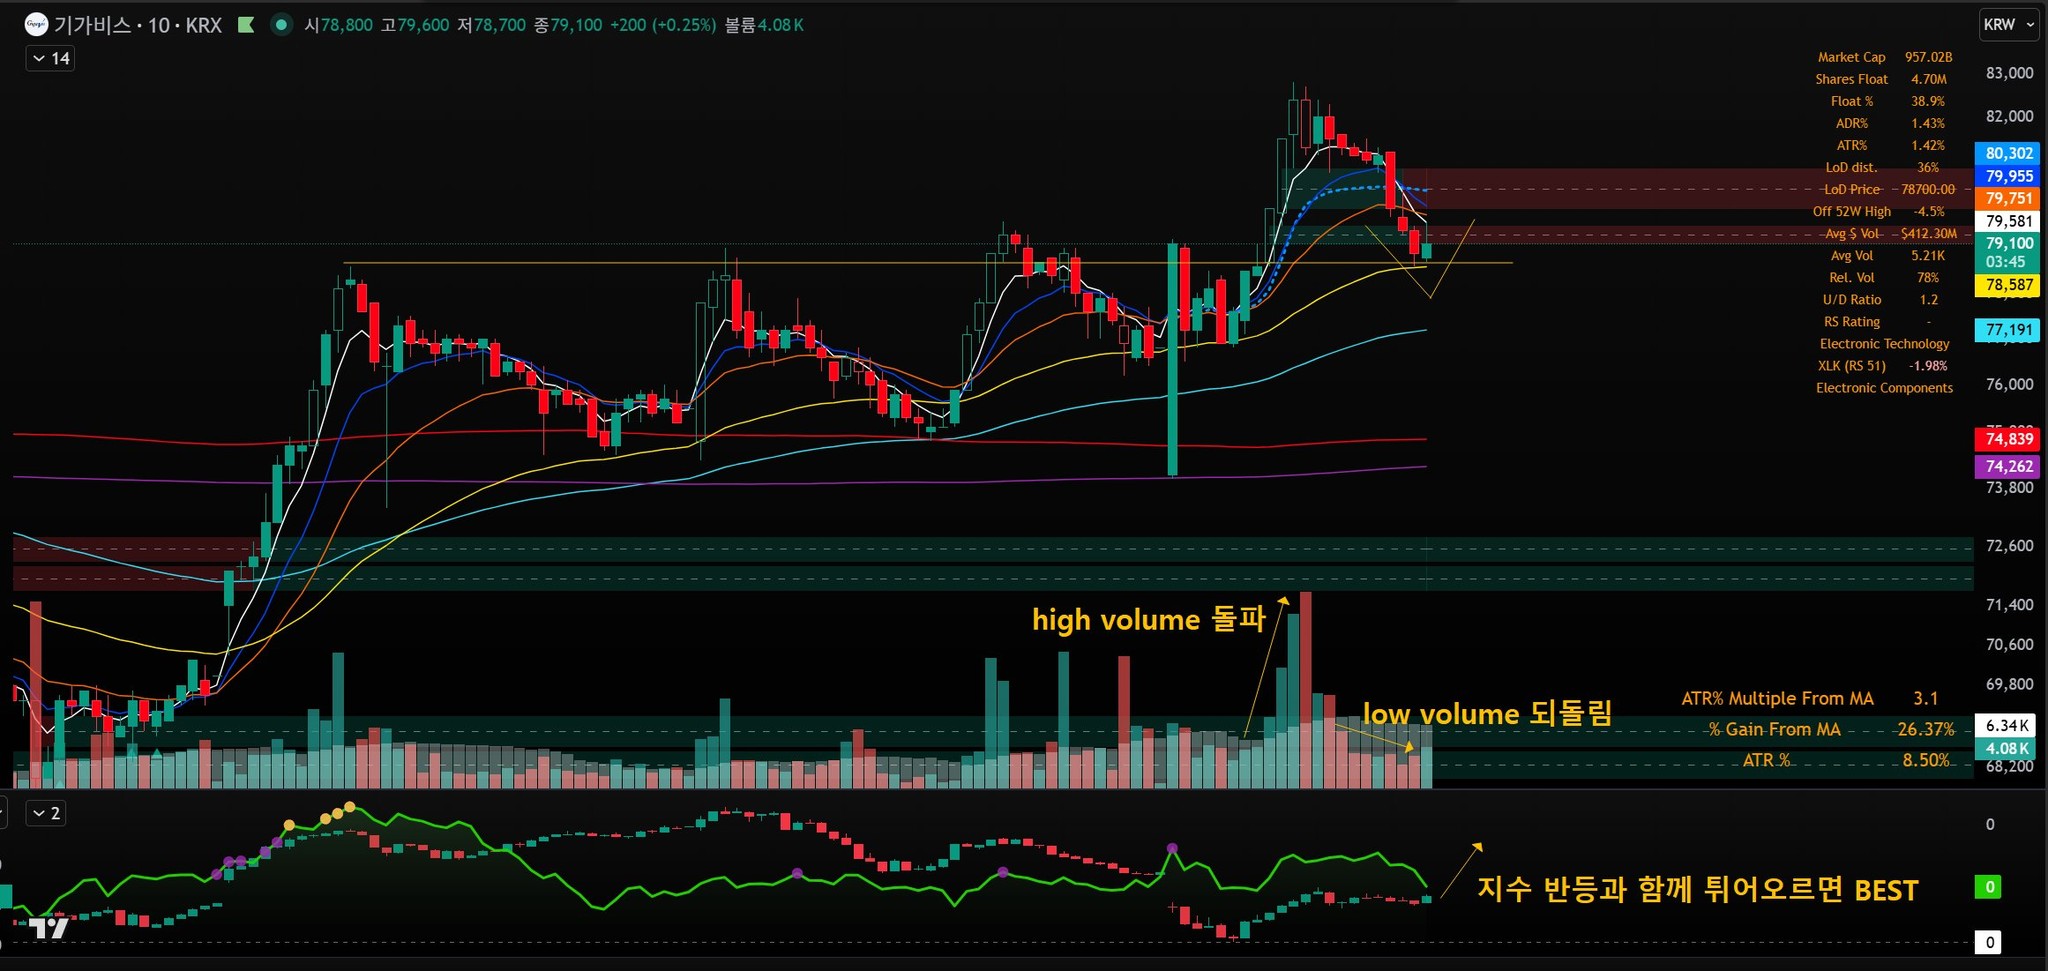 기가비스 · 10 · KRX 시78,800 고79,600 저78,700 종79,100 +200 (+0.25%) 볼륨4.08 K
KRW
14
Market Cap 957.02B
Shares Float 4.70M
Float % 38.9%
ADR% 1.43%
ATR% 1.42%
LoD dist. 36%
LoD Price 78700.00
Off 52W High -4.5%
Avg $ Vol $412.30M
Avg Vol 5.21K
Rel. Vol 78%
U/D Ratio 1.2
RS Rating -
Electronic Technology
XLK (RS 51) -1.98%
Electronic Components
83,000
82,000
80,302
79,955
79,751
79,581
79,100
03:45
78,587
77,191
76,000
74,839
74,262
73,800
72,600
71,400
70,600
69,800
6.34 K
4.08 K
68,200
high volume 돌파
low volume 되돌림
ATR% Multiple From MA 3.1
% Gain From MA 26.37%
ATR % 8.50%
2
0
지수 반등과 함께 튀어오르면 BEST
0
0